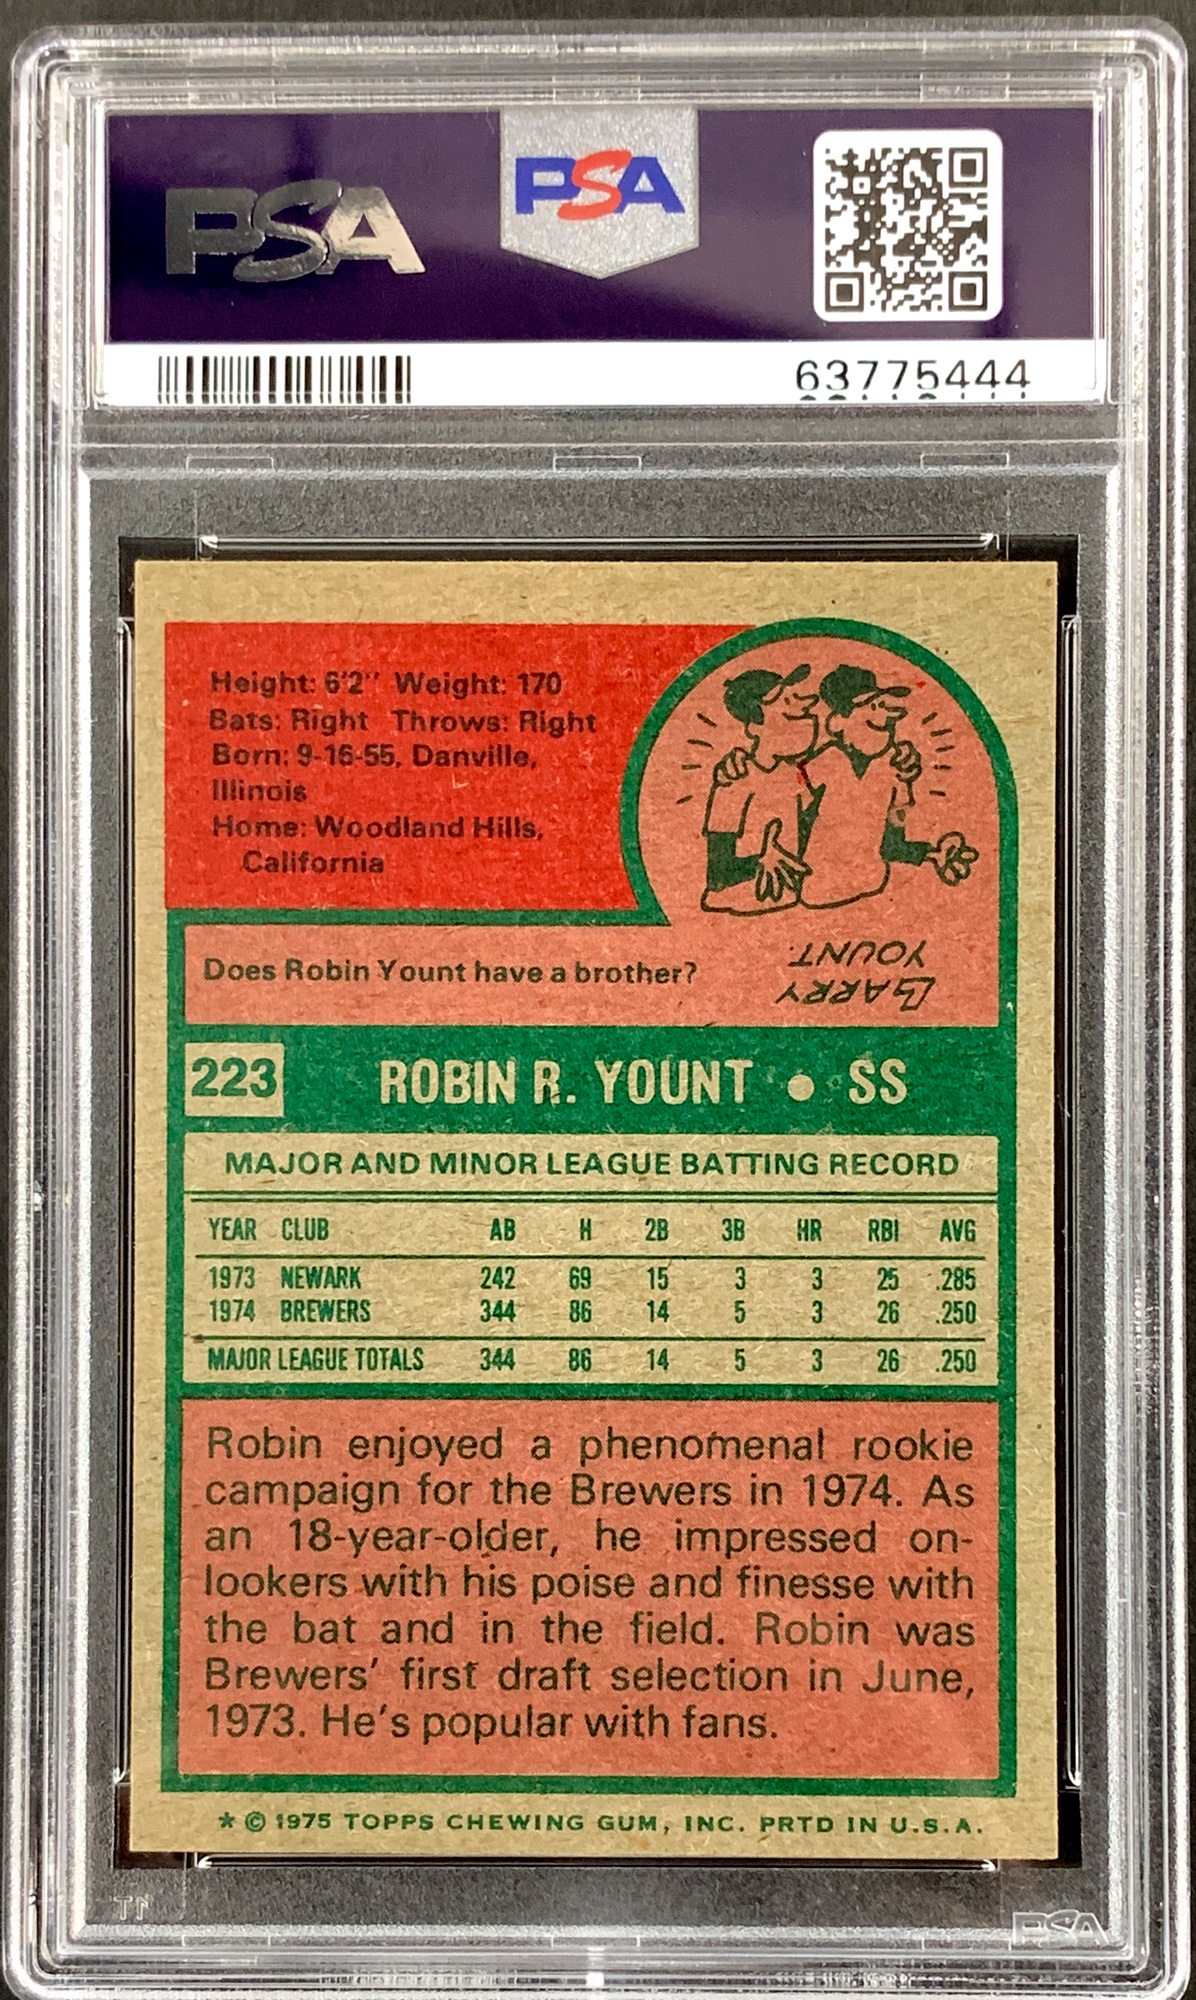 PSA
PSA
63775444
Height: 6'2" Weight: 170
Bats: Right Throws: Right
Born: 9-16-55, Danville,
Illinois
Home: Woodland Hills,
California
Does Robin Yount have a brother?
LARRY
YOUNT.
223 ROBIN R. YOUNT • SS
MAJOR AND MINOR LEAGUE BATTING RECORD
YEAR CLUB AB H 2B 3B HR RBI AVG
1973 NEWARK 242 69 15 3 3 25 .285
1974 BREWERS 344 86 14 5 3 26 .250
MAJOR LEAGUE TOTALS 344 86 14 5 3 26 .250
Robin enjoyed a phenomenal rookie
campaign for the Brewers in 1974. As
an 18-year-older, he impressed on-
lookers with his poise and finesse with
the bat and in the field. Robin was
Brewers' first draft selection in June,
1973. He's popular with fans.
* © 1975 TOPPS CHEWING GUM, INC. PRTD IN U.S.A.
PSA